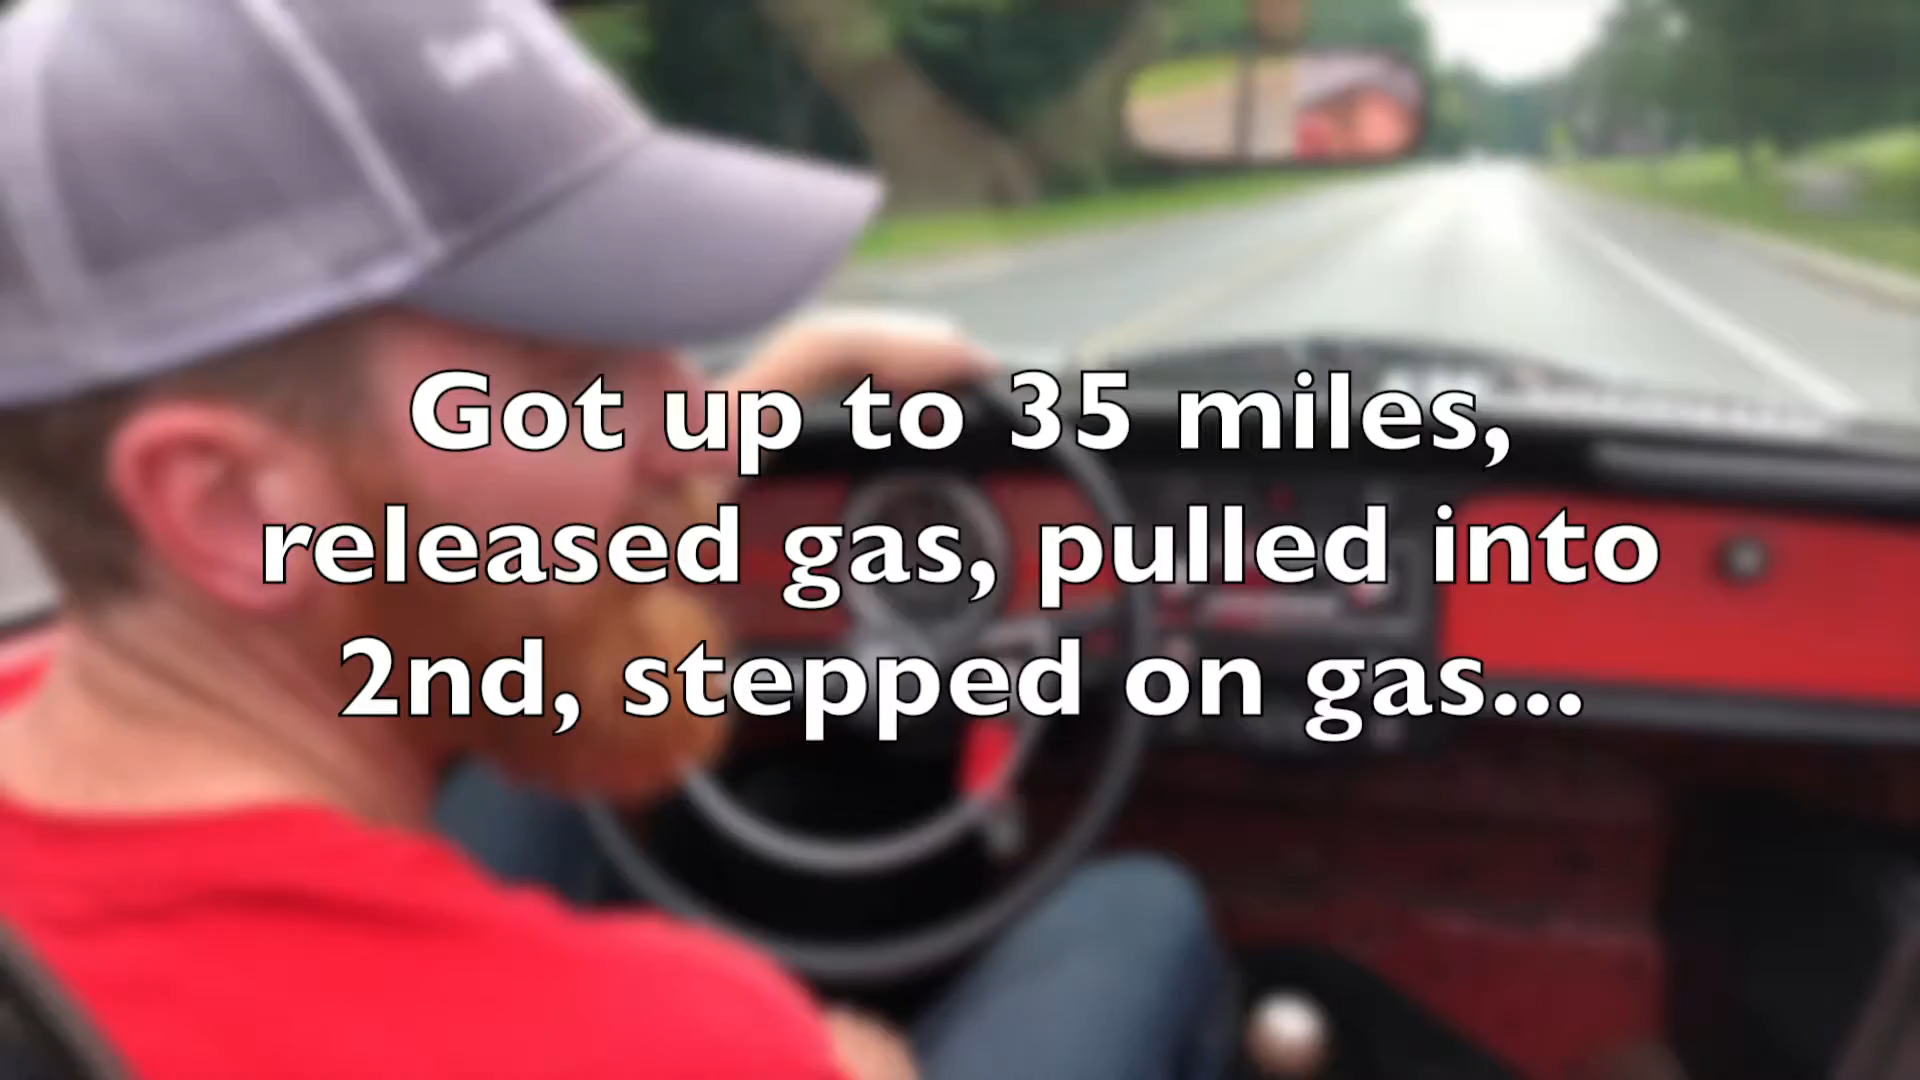 Got up to 35 miles,
released gas, pulled into
2nd, stepped on gas...